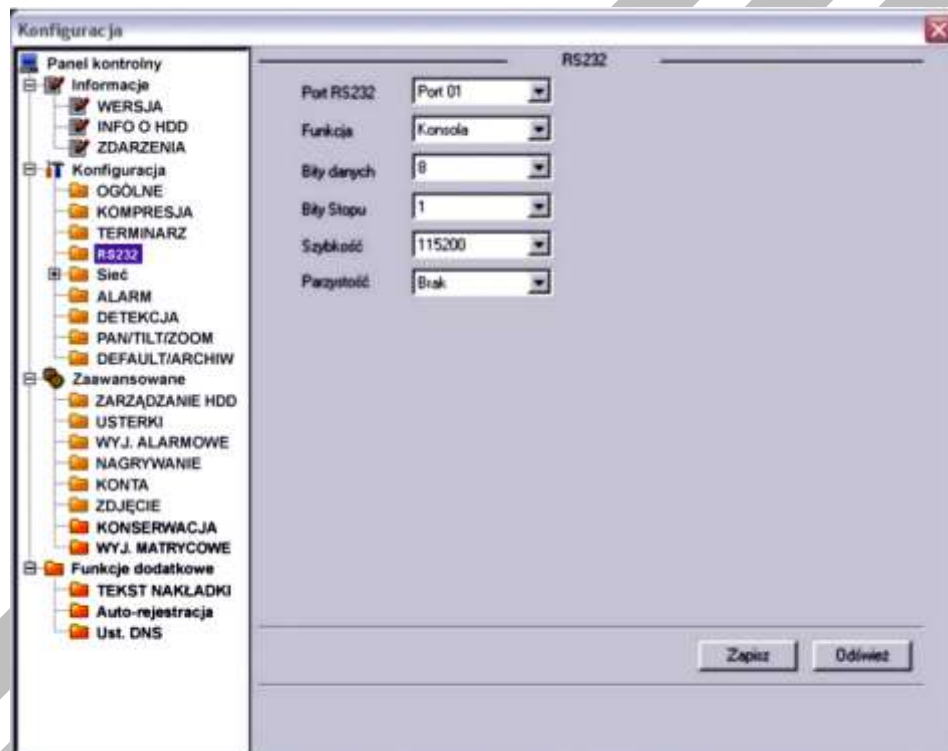 Konfiguracja
Panel kontrolny
Informacje
WERSJA
INFO O HDD
ZDARZENIA
Konfiguracja
OGÓLNE
KOMPRESJA
TERMINARZ
RS232
Sieć
ALARM
DETEKCJA
PAN/TILT/ZOOM
DEFAULT/ARCHIW
Zaawansowane
ZARZĄDZANIE HDD
USTERKI
WYJ. ALARMOWE
NAGRYWANIE
KONTA
ZDJĘCIE
KONSERWACJA
WYJ. MATRYCOWE
Funkcje dodatkowe
TEKST NAKŁADKI
Auto-rejestracja
Ust. DNS
RS232
Port RS232 Port 01
Funkcja Konsola
Bity danych 8
Bity Stopu 1
Szybkość 115200
Parzystość Brak
Zapisz Odśwież